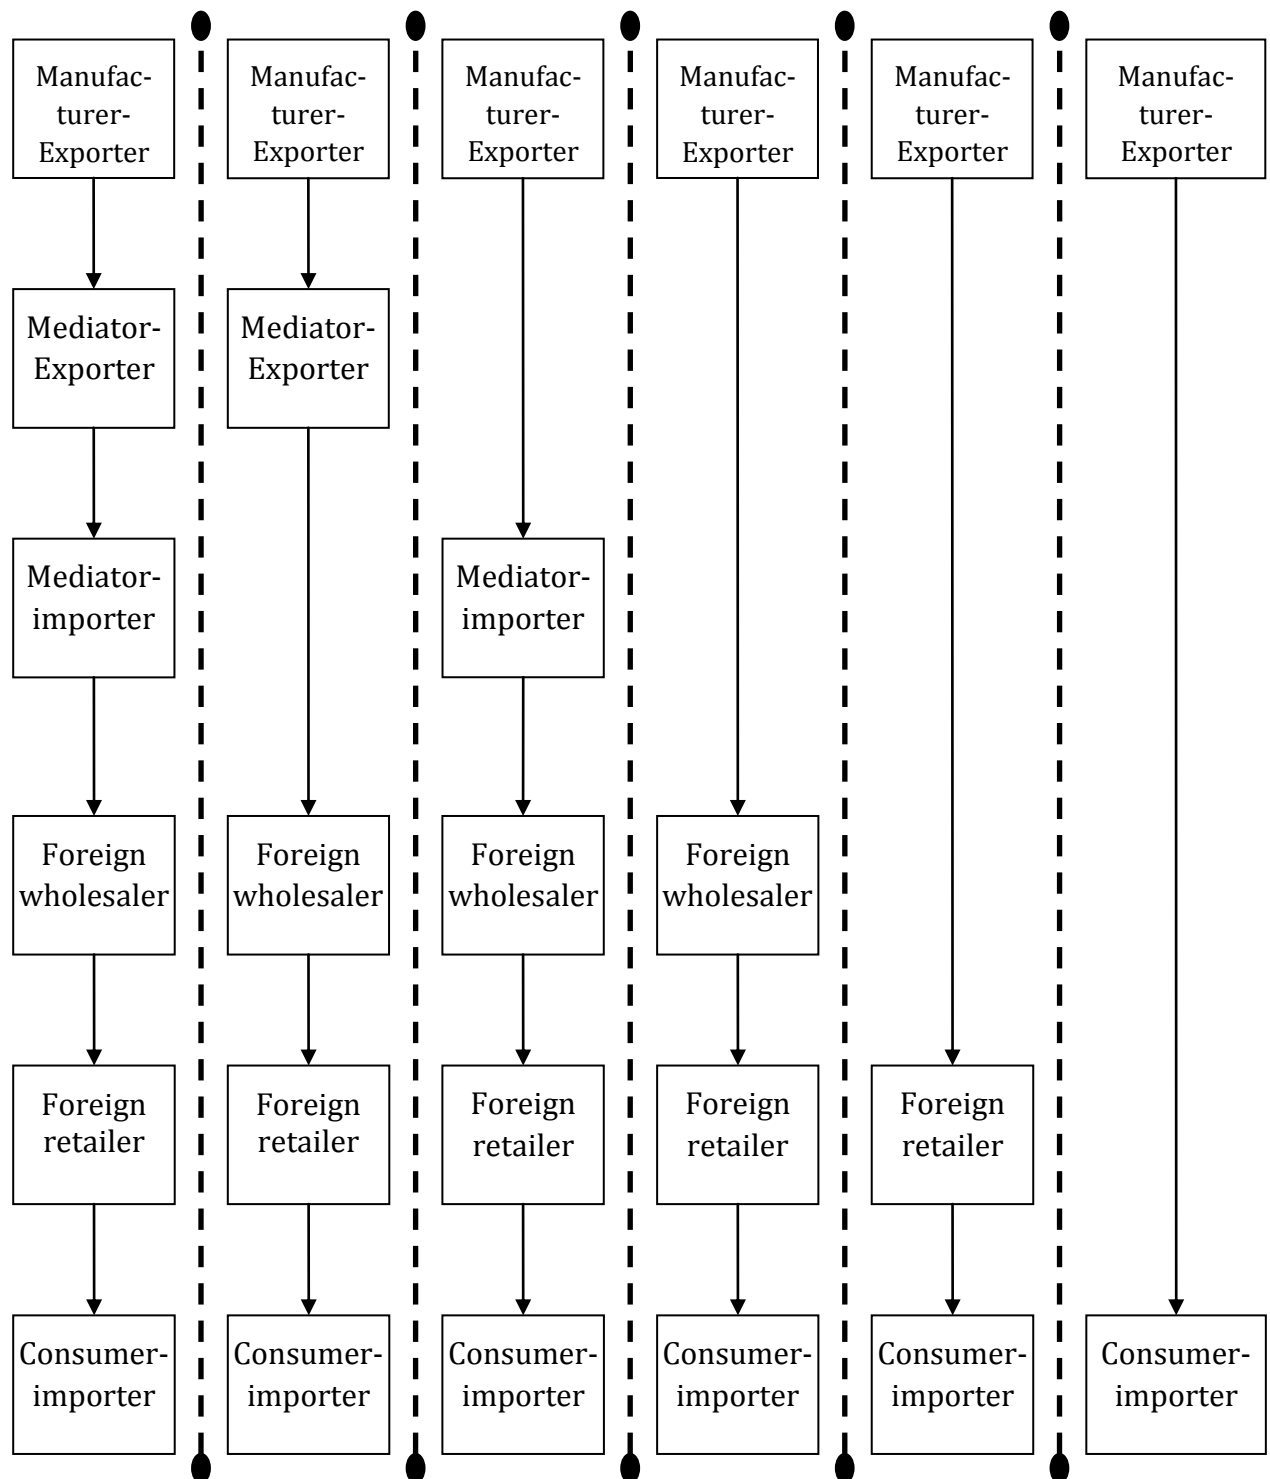 Manufac-
turer-
Exporter
Manufac-
turer-
Exporter
Manufac-
turer-
Exporter
Manufac-
turer-
Exporter
Manufac-
turer-
Exporter
Manufac-
turer-
Exporter
Mediator-
Exporter
Mediator-
Exporter
Mediator-
importer
Mediator-
importer
Foreign
wholesaler
Foreign
wholesaler
Foreign
wholesaler
Foreign
wholesaler
Foreign
retailer
Foreign
retailer
Foreign
retailer
Foreign
retailer
Foreign
retailer
Consumer-
importer
Consumer-
importer
Consumer-
importer
Consumer-
importer
Consumer-
importer
Consumer-
importer